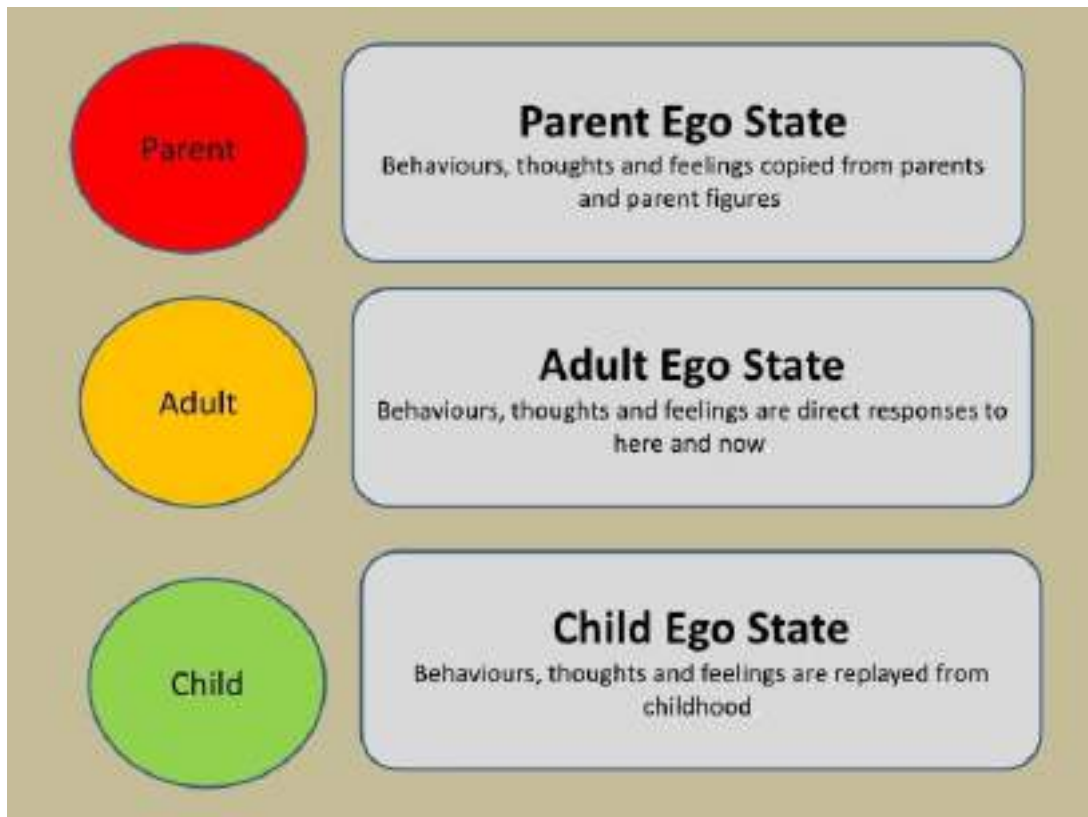 Parent
Parent Ego State
Behaviours, thoughts and feelings copied from parents
and parent figures
Adult
Adult Ego State
Behaviours, thoughts and feelings are direct responses to
here and now
Child
Child Ego State
Behaviours, thoughts and feelings are replayed from
childhood